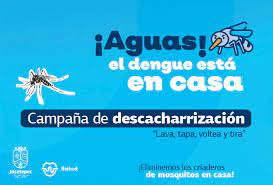 ¡Aguas!
el dengue está
en casa
Campaña de descacharrización
"Lava, tapa, voltea y tira"
Jocotepec
Salud
¡Eliminemos los criaderos
de mosquitos en casa!